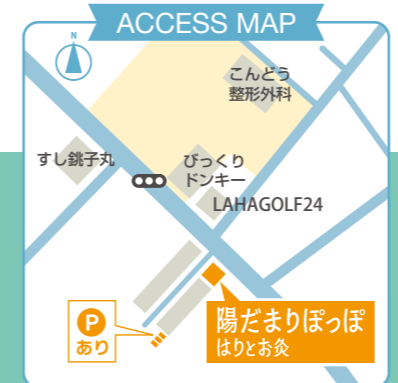 ACCESS MAP
N
こんどう
整形外科
すし銚子丸
びっくり
ドンキー
LAHAGOLF24
P
あり
陽だまりぽっぽ
はりとお灸